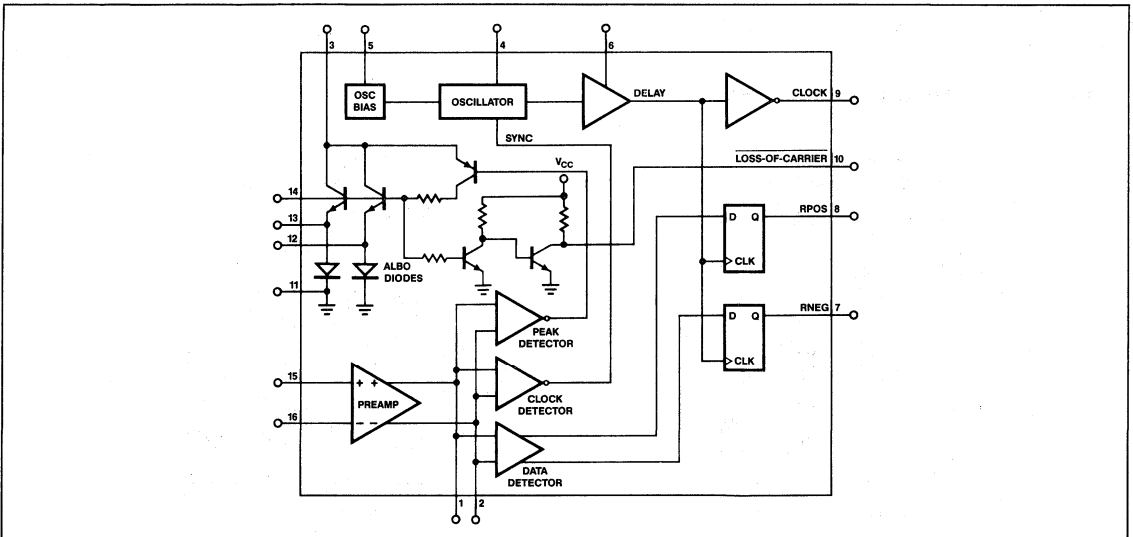 3 5 4 6
OSC
BIAS
OSCILLATOR
DELAY
CLOCK 9
SYNC
LOSS-OF-CARRIER 10
VCC
14
13
12
11
ALBO
DIODES
D Q
CLK
RPOS 8
D Q
CLK
RNEG 7
PEAK
DETECTOR
15
16
+ +
PREAMP
− −
CLOCK
DETECTOR
DATA
DETECTOR
1 2